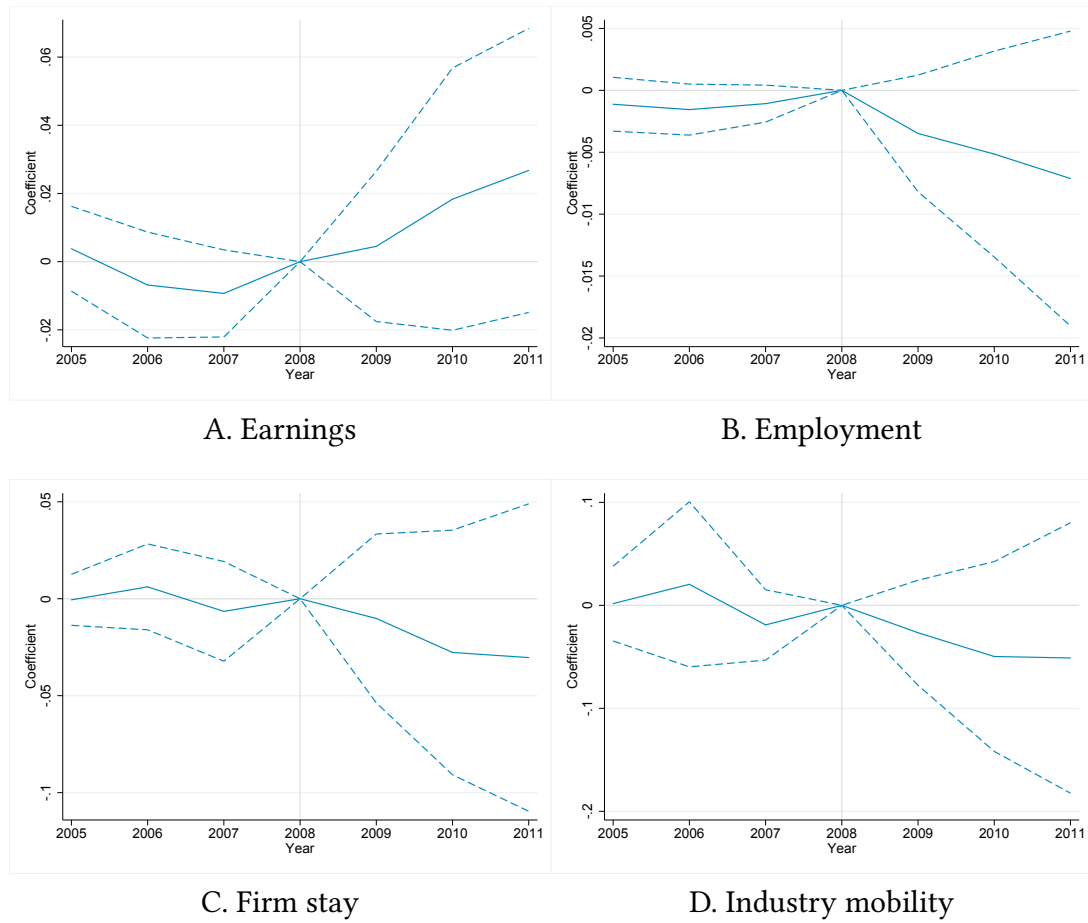 Coefficient
.06
.04
.02
0
-.02
2005 2006 2007 2008 2009 2010 2011
Year
A. Earnings
Coefficient
.005
0
-.005
-.01
-.015
-.02
2005 2006 2007 2008 2009 2010 2011
Year
B. Employment
Coefficient
.05
0
-.05
-.1
2005 2006 2007 2008 2009 2010 2011
Year
C. Firm stay
Coefficient
.1
0
-.1
-.2
2005 2006 2007 2008 2009 2010 2011
Year
D. Industry mobility